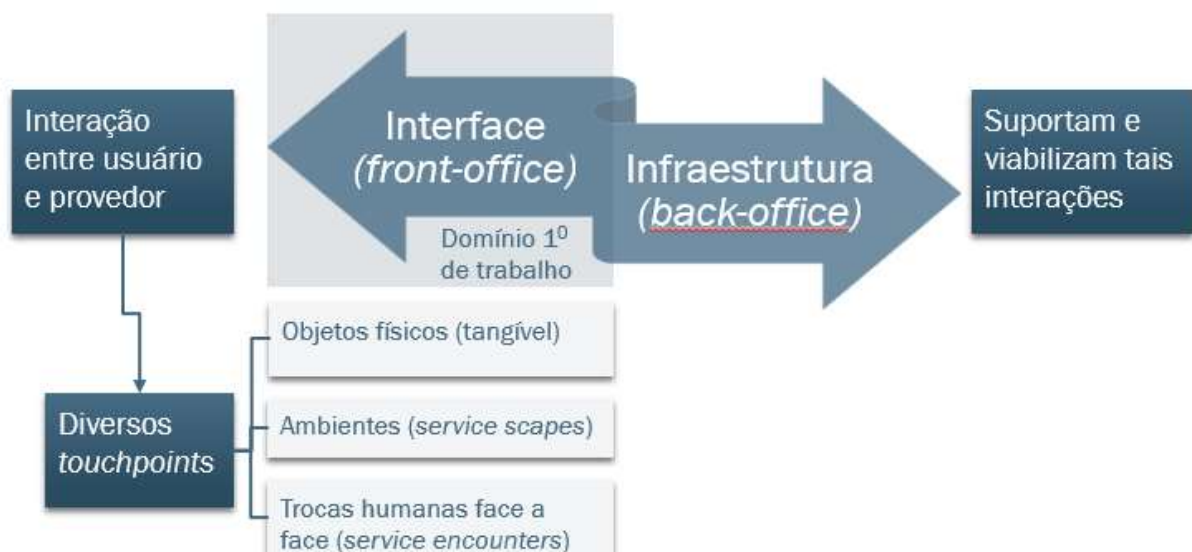 Interação
entre usuário
e provedor
Interface
(front-office)
Domínio 1º
de trabalho
Infraestrutura
(back-office)
Suportam e
viabilizam tais
interações
Diversos
touchpoints
Objetos físicos (tangível)
Ambientes (service scapes)
Trocas humanas face a
face (service encounters)